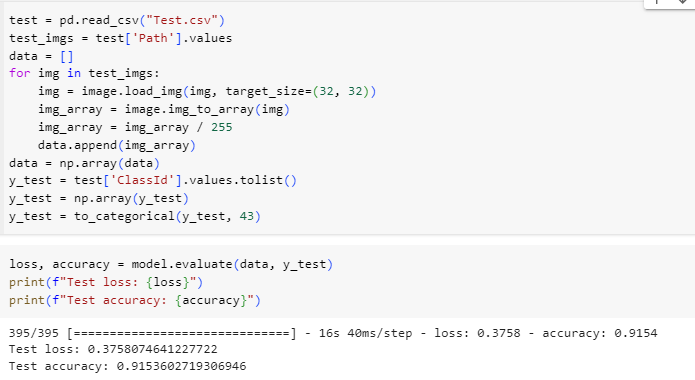 test = pd.read_csv("Test.csv")
test_imgs = test['Path'].values
data = []
for img in test_imgs:
    img = image.load_img(img, target_size=(32, 32))
    img_array = image.img_to_array(img)
    img_array = img_array / 255
    data.append(img_array)
data = np.array(data)
y_test = test['ClassId'].values.tolist()
y_test = np.array(y_test)
y_test = to_categorical(y_test, 43)
loss, accuracy = model.evaluate(data, y_test)
print(f"Test loss: {loss}")
print(f"Test accuracy: {accuracy}")
395/395 [==============================] - 16s 40ms/step - loss: 0.3758 - accuracy: 0.9154
Test loss: 0.3758074641227722
Test accuracy: 0.9153602719306946